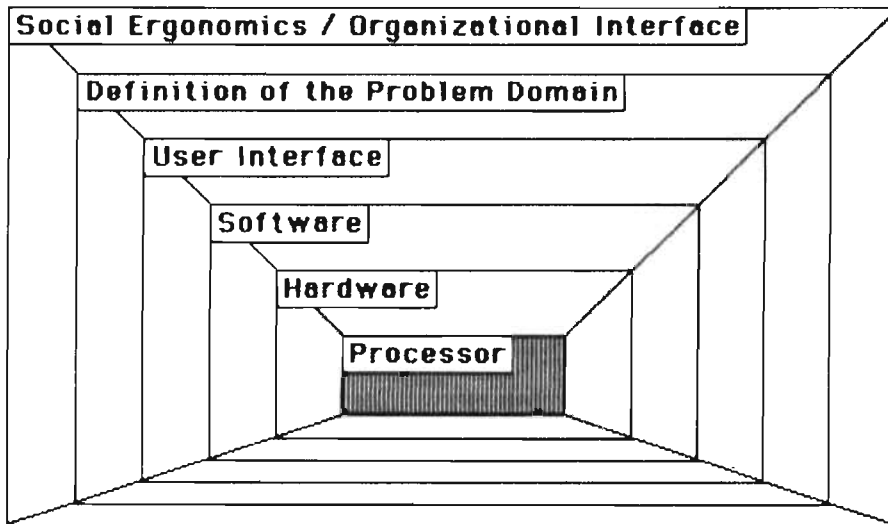 Social Ergonomics / Organizational Interface
Definition of the Problem Domain
User Interface
Software
Hardware
Processor